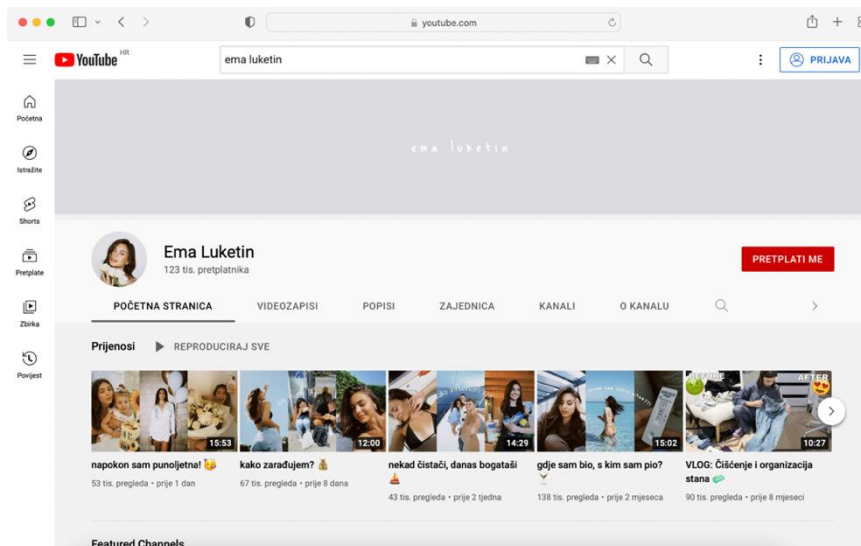 youtube.com
YouTube HR
ema luketin
PRIJAVA
Početna
Istražite
Shorts
Pretplate
Zbirka
Povijest
ema luketin.
Ema Luketin
123 tis. pretplatnika
PRETPLATI ME
POČETNA STRANICA VIDEOZAPISI POPISI ZAJEDNICA KANALI O KANALU
Prijenosi REPRODUCIRAJ SVE
15:53
12:00
14:29
15:02
BEFORE AFTER
10:27
napokon sam punoljetna! 🥳
53 tis. pregleda • prije 1 dan
kako zarađujem? 💰
67 tis. pregleda • prije 8 dana
nekad čistači, danas bogataši
⛵
43 tis. pregleda • prije 2 tjedna
gdje sam bio, s kim sam pio?
🍸
138 tis. pregleda • prije 2 mjeseca
VLOG: Čišćenje i organizacija
stana 🧼
90 tis. pregleda • prije 8 mjeseci
Featured Channels